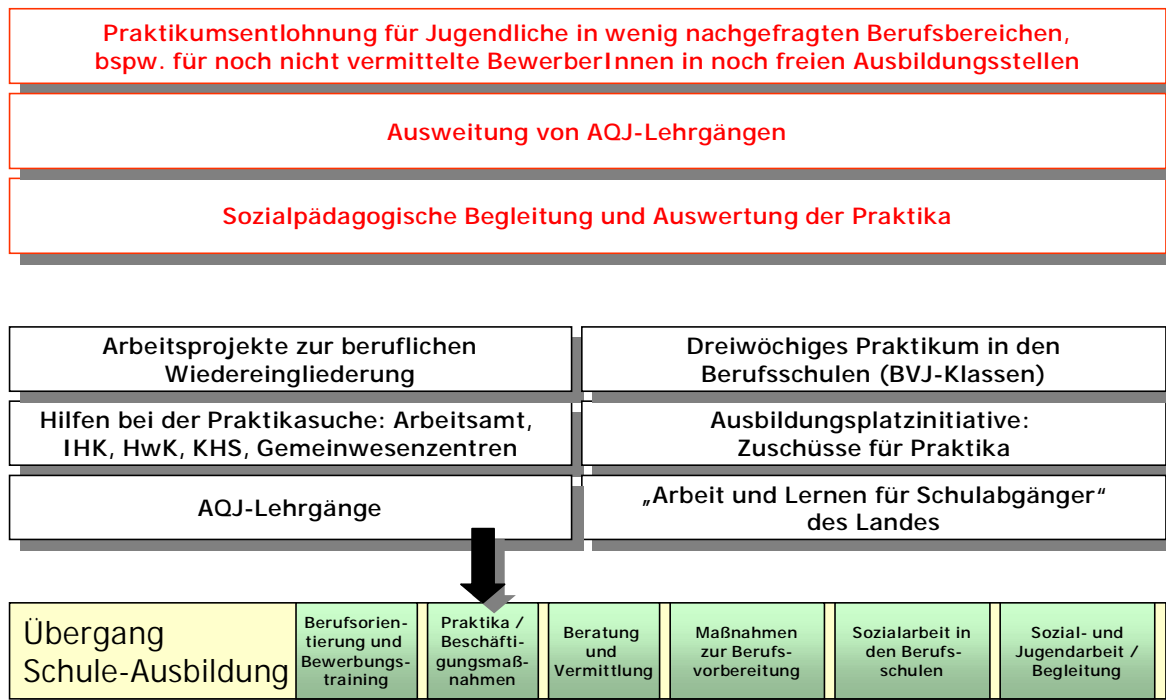 Praktikumsentlohnung für Jugendliche in wenig nachgefragten Berufsbereichen,
bspw. für noch nicht vermittelte BewerberInnen in noch freien Ausbildungsstellen
Ausweitung von AQJ-Lehrgängen
Sozialpädagogische Begleitung und Auswertung der Praktika
Arbeitsprojekte zur beruflichen
Wiedereingliederung
Dreiwöchiges Praktikum in den
Berufsschulen (BVJ-Klassen)
Hilfen bei der Praktikasuche: Arbeitsamt,
IHK, HwK, KHS, Gemeinwesenzentren
Ausbildungsplatzinitiative:
Zuschüsse für Praktika
AQJ-Lehrgänge
„Arbeit und Lernen für Schulabgänger“
des Landes
Übergang
Schule-Ausbildung
Berufsorien-
tierung und
Bewerbungs-
training
Praktika /
Beschäfti-
gungsmaß-
nahmen
Beratung
und
Vermittlung
Maßnahmen
zur Berufs-
vorbereitung
Sozialarbeit in
den Berufs-
schulen
Sozial- und
Jugendarbeit /
Begleitung